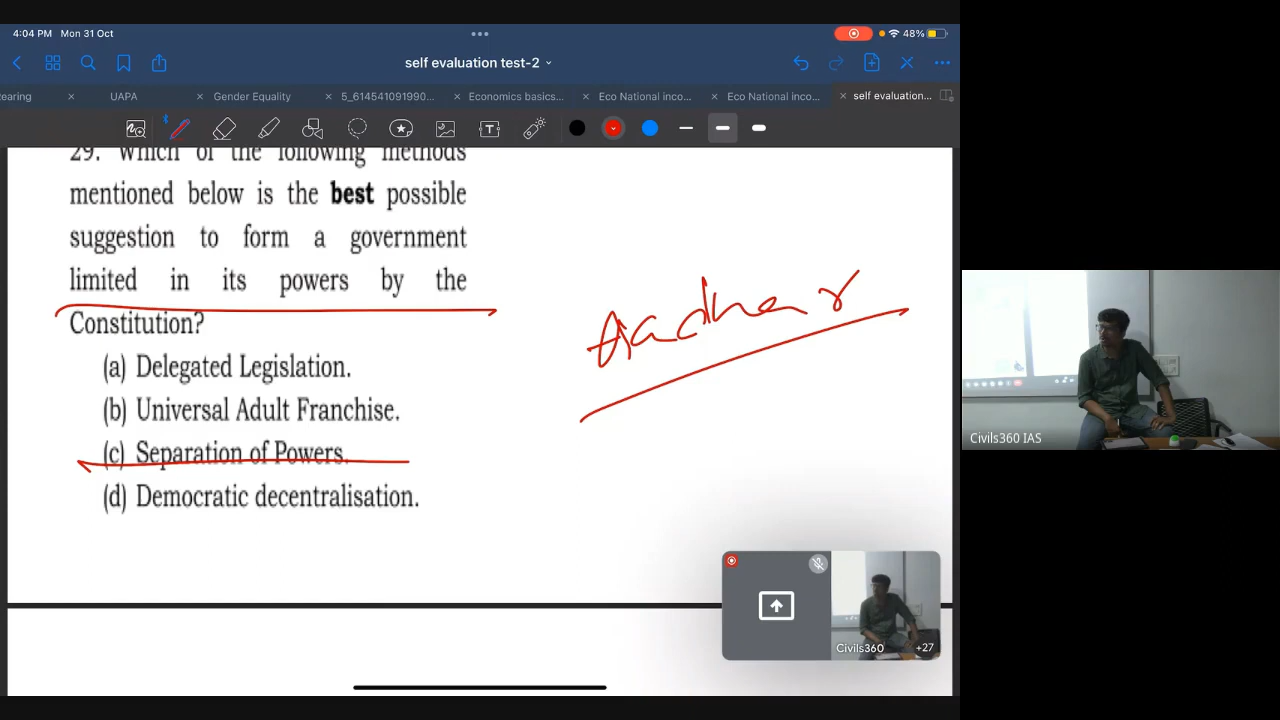 4:04 PM Mon 31 Oct
48%
self evaluation test-2
earing
UAPA
Gender Equality
5_614541091990...
Economics basics...
Eco National inco...
Eco National inco...
self evaluation...
29. Which of the following methods
mentioned below is the best possible
suggestion to form a government
limited in its powers by the
Constitution?
(a) Delegated Legislation.
(b) Universal Adult Franchise.
(c) Separation of Powers.
(d) Democratic decentralisation.
Aadhar
Civils360 IAS
Civils360
+27